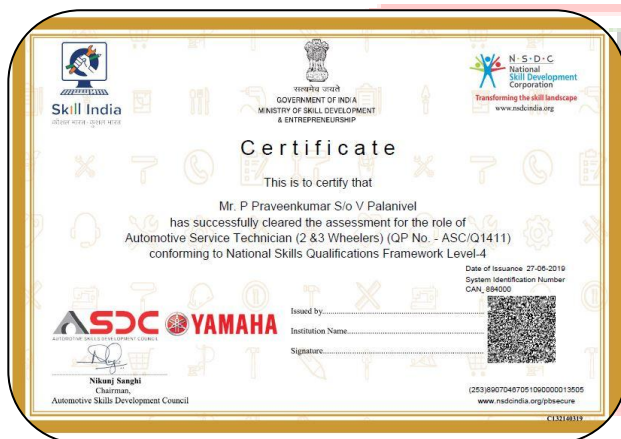 Skill India
कौशल भारत - कुशल भारत
सत्यमेव जयते
GOVERNMENT OF INDIA
MINISTRY OF SKILL DEVELOPMENT
& ENTREPRENEURSHIP
N·S·D·C
National
Skill Development
Corporation
Transforming the skill landscape
www.nsdcindia.org
Certificate
This is to certify that
Mr. P Praveenkumar S/o V Palanivel
has successfully cleared the assessment for the role of
Automotive Service Technician (2 &3 Wheelers) (QP No. - ASC/Q1411)
conforming to National Skills Qualifications Framework Level-4
Date of Issuance 27-06-2019
System Identification Number
CAN_884000
ASDC
AUTOMOTIVE SKILLS DEVELOPMENT COUNCIL
YAMAHA
Issued by
Institution Name
Signature
Nikunj Sanghi
Chairman,
Automotive Skills Development Council
(253)89070467051090000013505
www.nsdcindia.org/pbsecure
C132140319